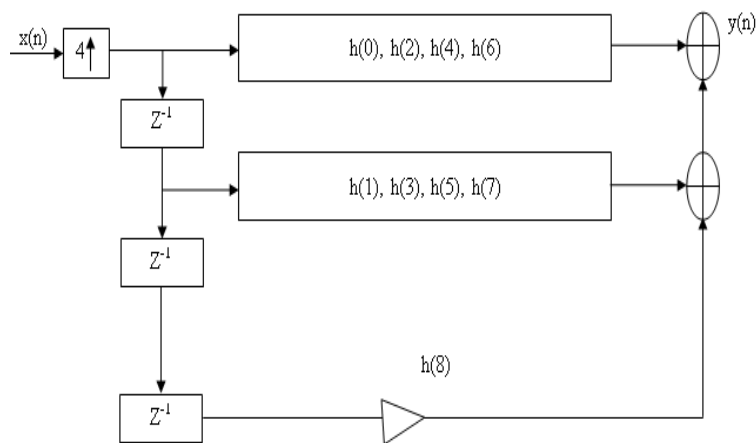 x(n)
4
h(0), h(2), h(4), h(6)
y(n)
Z⁻¹
h(1), h(3), h(5), h(7)
Z⁻¹
h(8)
Z⁻¹